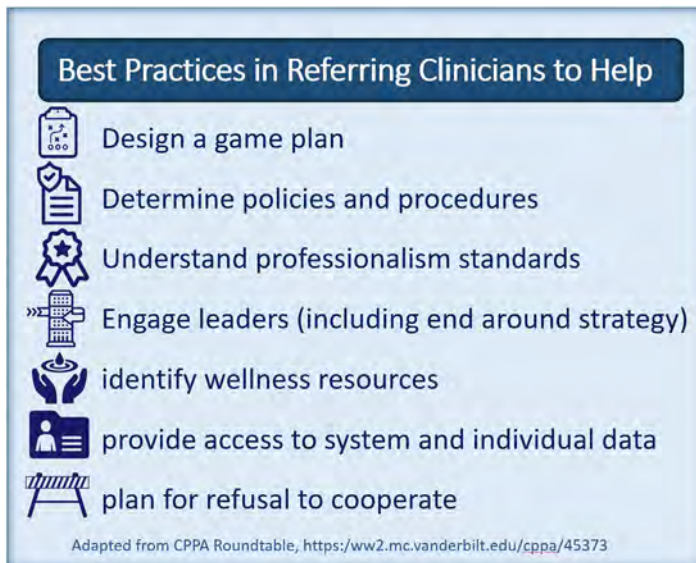 Best Practices in Referring Clinicians to Help
Design a game plan
Determine policies and procedures
Understand professionalism standards
Engage leaders (including end around strategy)
identify wellness resources
provide access to system and individual data
plan for refusal to cooperate
Adapted from CPPA Roundtable, https:/ww2.mc.vanderbilt.edu/cppa/45373